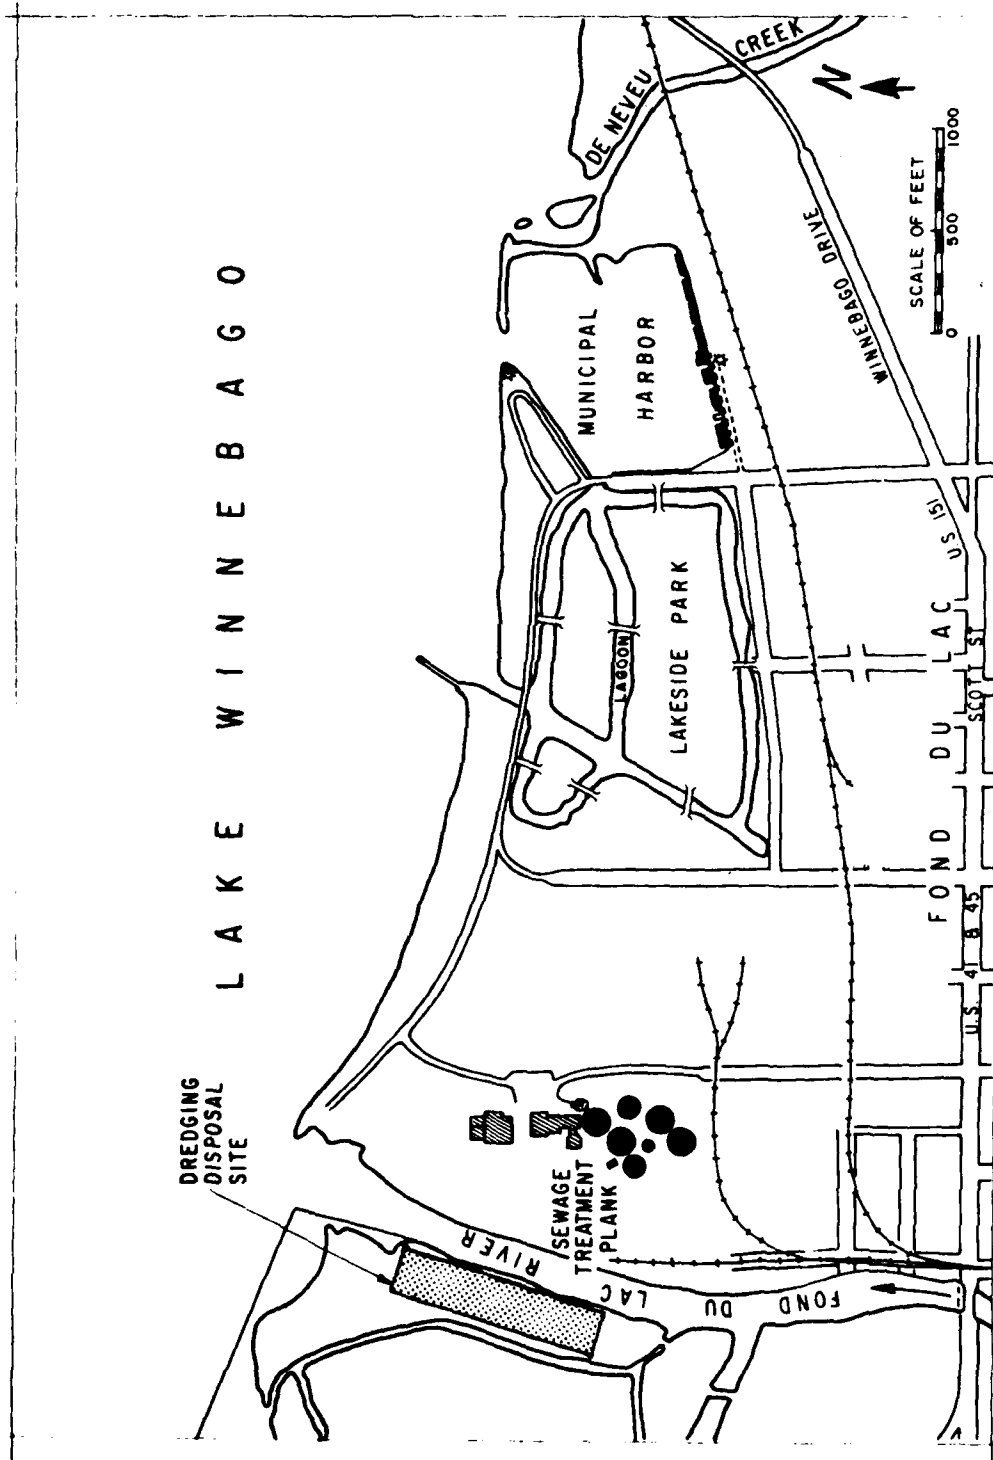 LAKE WINNEBAGO
DREDGING
DISPOSAL
SITE
SEWAGE
TREATMENT
PLANK
FOND DU LAC RIVER
LAGOON
LAKESIDE PARK
MUNICIPAL
HARBOR
DE NEVEU CREEK
N
WINNEBAGO DRIVE
SCALE OF FEET
0 500 1000
FOND DU LAC
U.S. 41 & 45
SCOTT ST
US 151